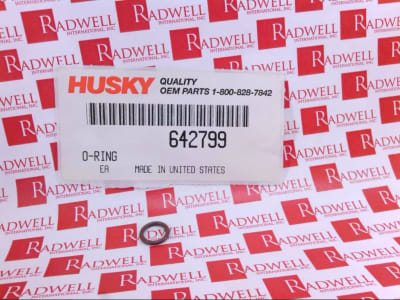 HUSKY QUALITY
OEM PARTS 1-800-828-7842
642799
O-RING
EA MADE IN UNITED STATES
RADWELL
INTERNATIONAL, INC.